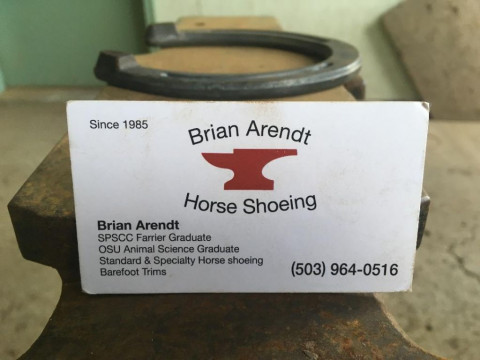 Since 1985
Brian Arendt
Horse Shoeing
Brian Arendt
SPSCC Farrier Graduate
OSU Animal Science Graduate
Standard & Specialty Horse shoeing
Barefoot Trims
(503) 964-0516